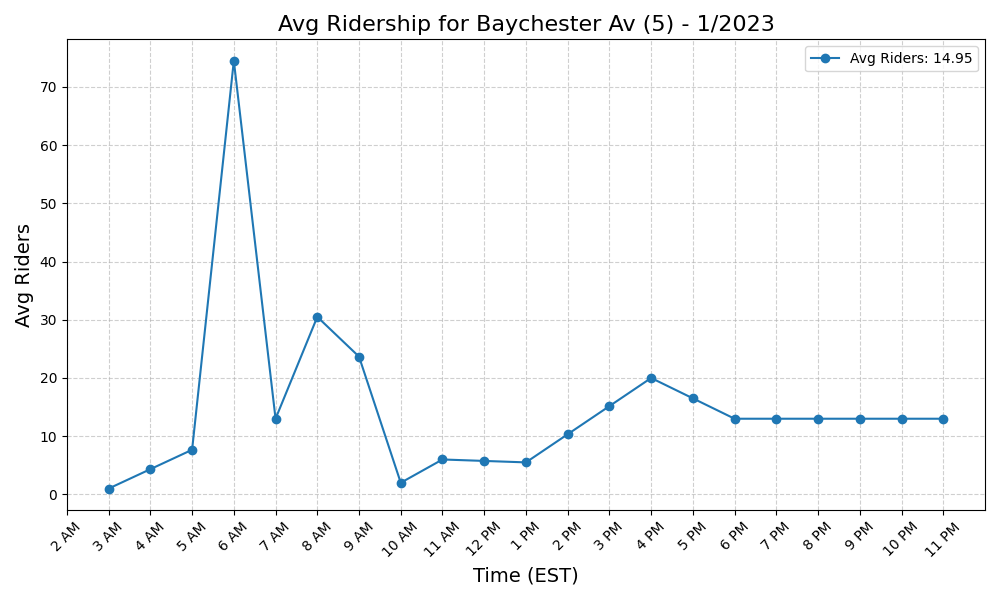 Avg Ridership for Baychester Av (5) - 1/2023
Avg Riders: 14.95
Avg Riders
70
60
50
40
30
20
10
0
2 AM
3 AM
4 AM
5 AM
6 AM
7 AM
8 AM
9 AM
10 AM
11 AM
12 PM
1 PM
2 PM
3 PM
4 PM
5 PM
6 PM
7 PM
8 PM
9 PM
10 PM
11 PM
Time (EST)